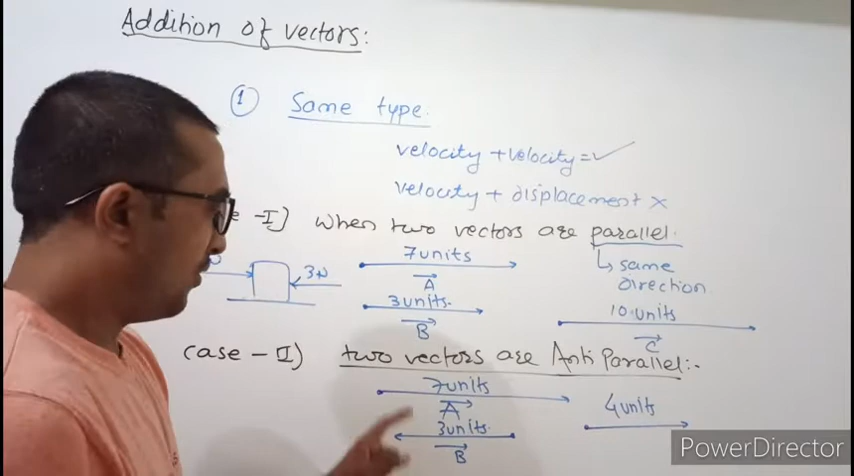 Addition of vectors:
1 Same type.
velocity + velocity = ✓
velocity + displacement ×
-I) When two vectors are parallel.
↳ same
direction
7units
A
3N
3units.
B
10.units
C
case - II) two vectors are Anti Parallel:-
7units
A
4units
3units.
B
PowerDirector